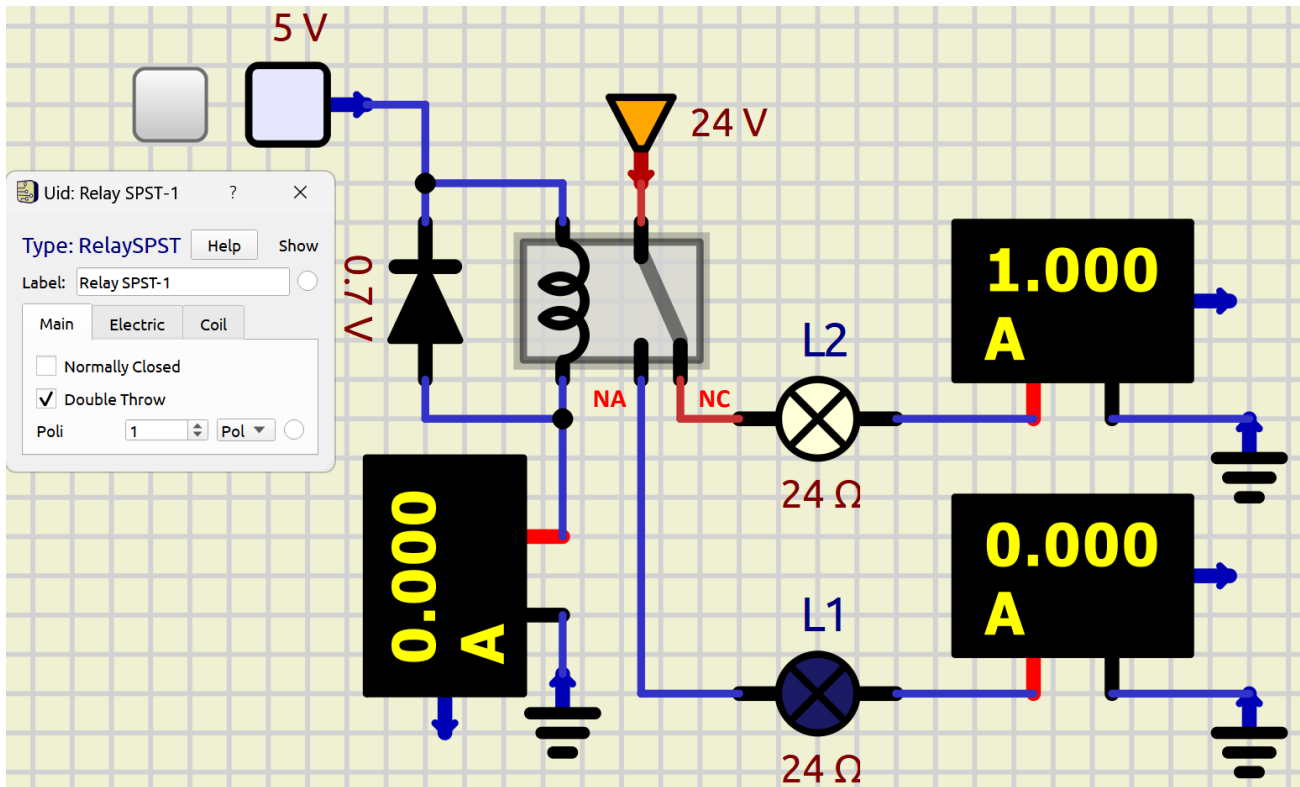 5 V
24 V
Uid: Relay SPST-1 ? ×
Type: RelaySPST Help Show
Label: Relay SPST-1
Main Electric Coil
Normally Closed
Double Throw
Poli 1 Pol
0.7 V
NA NC
L2
24 Ω
1.000
A
0.000
A
L1
24 Ω
0.000
A